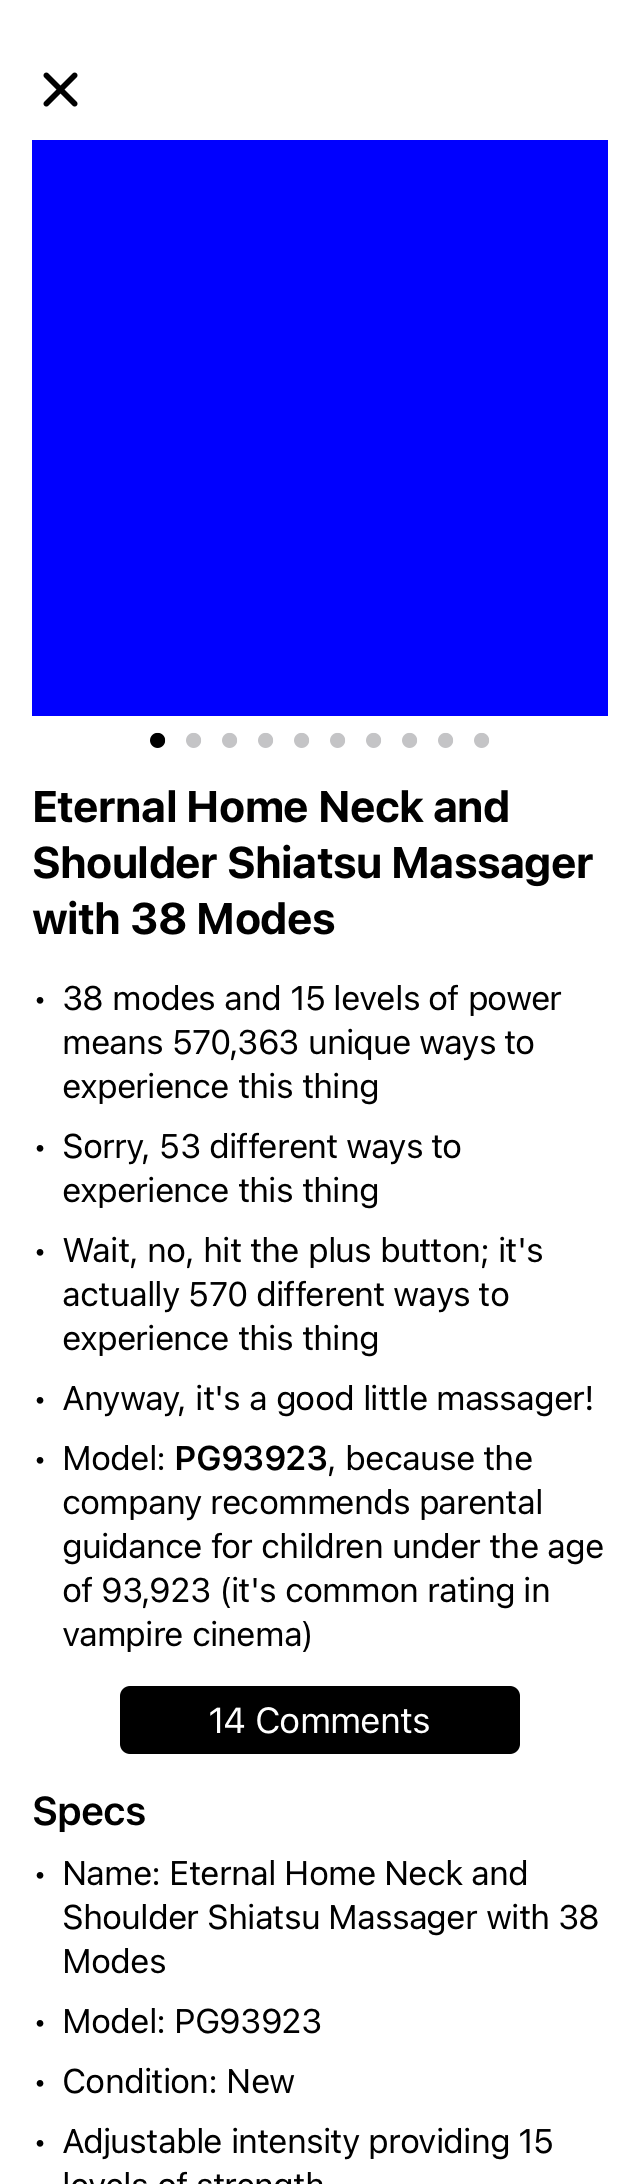 Eternal Home Neck and
Shoulder Shiatsu Massager
with 38 Modes
• 38 modes and 15 levels of power
means 570,363 unique ways to
experience this thing
• Sorry, 53 different ways to
experience this thing
• Wait, no, hit the plus button; it's
actually 570 different ways to
experience this thing
• Anyway, it's a good little massager!
• Model: PG93923, because the
company recommends parental
guidance for children under the age
of 93,923 (it's common rating in
vampire cinema)
14 Comments
Specs
• Name: Eternal Home Neck and
Shoulder Shiatsu Massager with 38
Modes
• Model: PG93923
• Condition: New
• Adjustable intensity providing 15
levels of strength